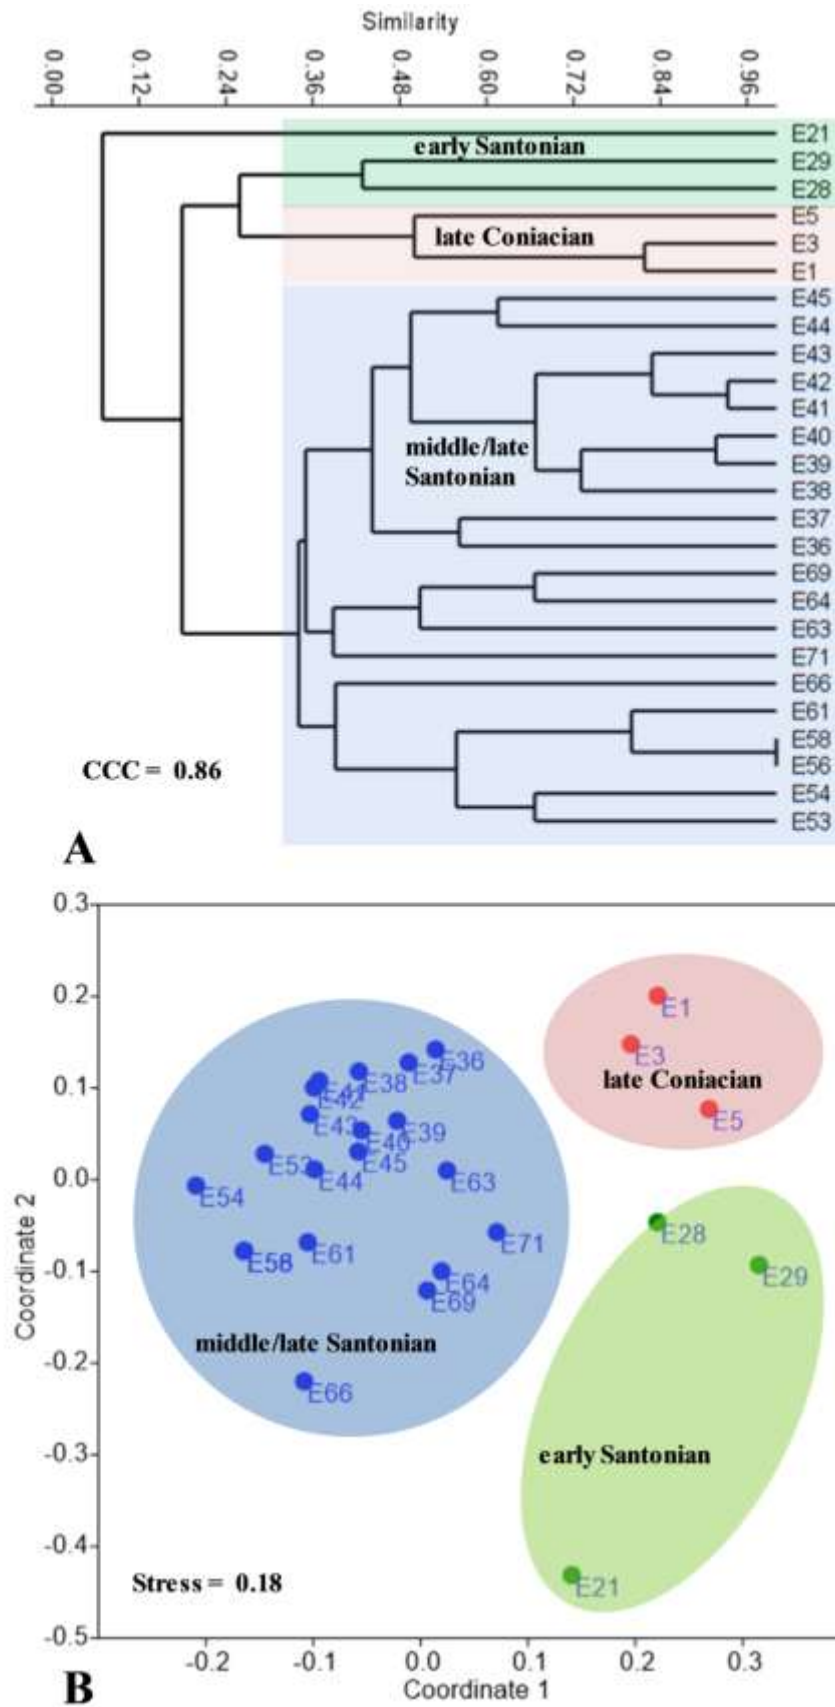 Similarity
0.00 0.12 0.24 0.36 0.48 0.60 0.72 0.84 0.96
E21
early Santonian
E29
E28
E5
late Coniacian
E3
E1
E45
E44
E43
E42
E41
E40
middle/late
E39
Santonian
E38
E37
E36
E69
E64
E63
E71
E66
E61
E58
CCC = 0.86
E56
E54
E53
A
0.3
0.2
0.1
0.0
-0.1
-0.2
-0.3
-0.4
-0.5
Coordinate 2
E1
E3
late Coniacian
E5
E36
E37
E38
E41
E42
E43
E39
E40
E45
E53
E44
E63
E54
E71
E61
E58
E64
E69
middle/late Santonian
E66
E28
E29
early Santonian
E21
Stress = 0.18
-0.2 -0.1 0.0 0.1 0.2 0.3
Coordinate 1
B